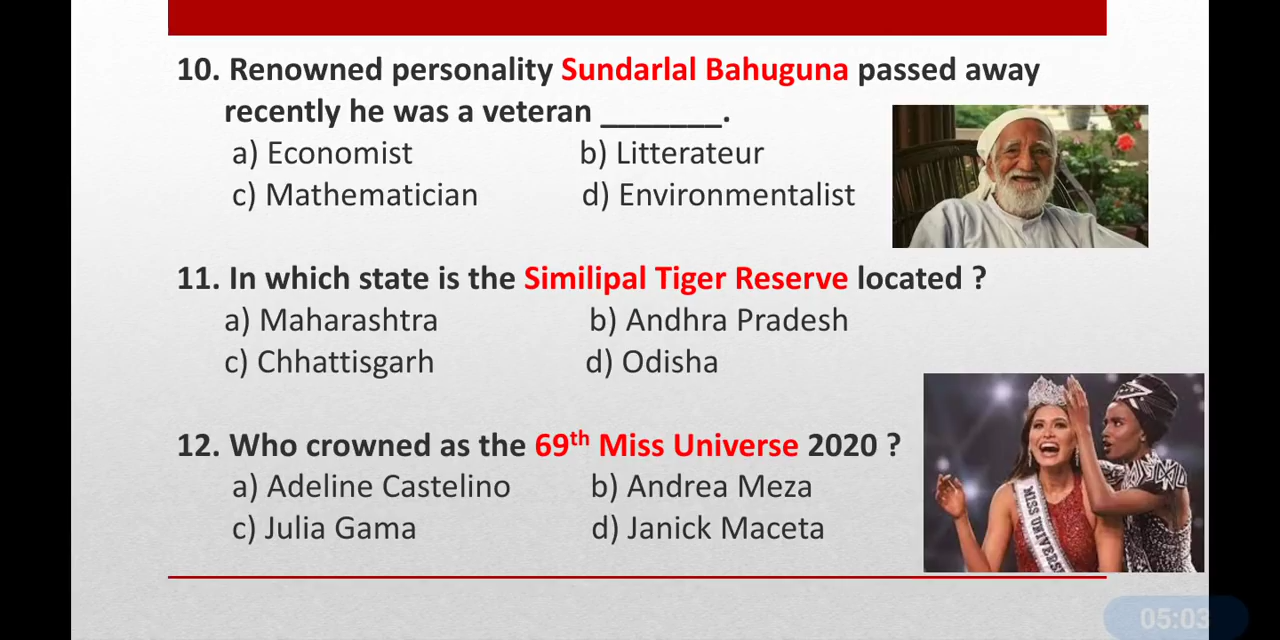 10. Renowned personality Sundarlal Bahuguna passed away
recently he was a veteran _______.
a) Economist b) Litterateur
c) Mathematician d) Environmentalist
11. In which state is the Similipal Tiger Reserve located ?
a) Maharashtra b) Andhra Pradesh
c) Chhattisgarh d) Odisha
12. Who crowned as the 69th Miss Universe 2020 ?
a) Adeline Castelino b) Andrea Meza
c) Julia Gama d) Janick Maceta
MISS UNIVERSE
05:03